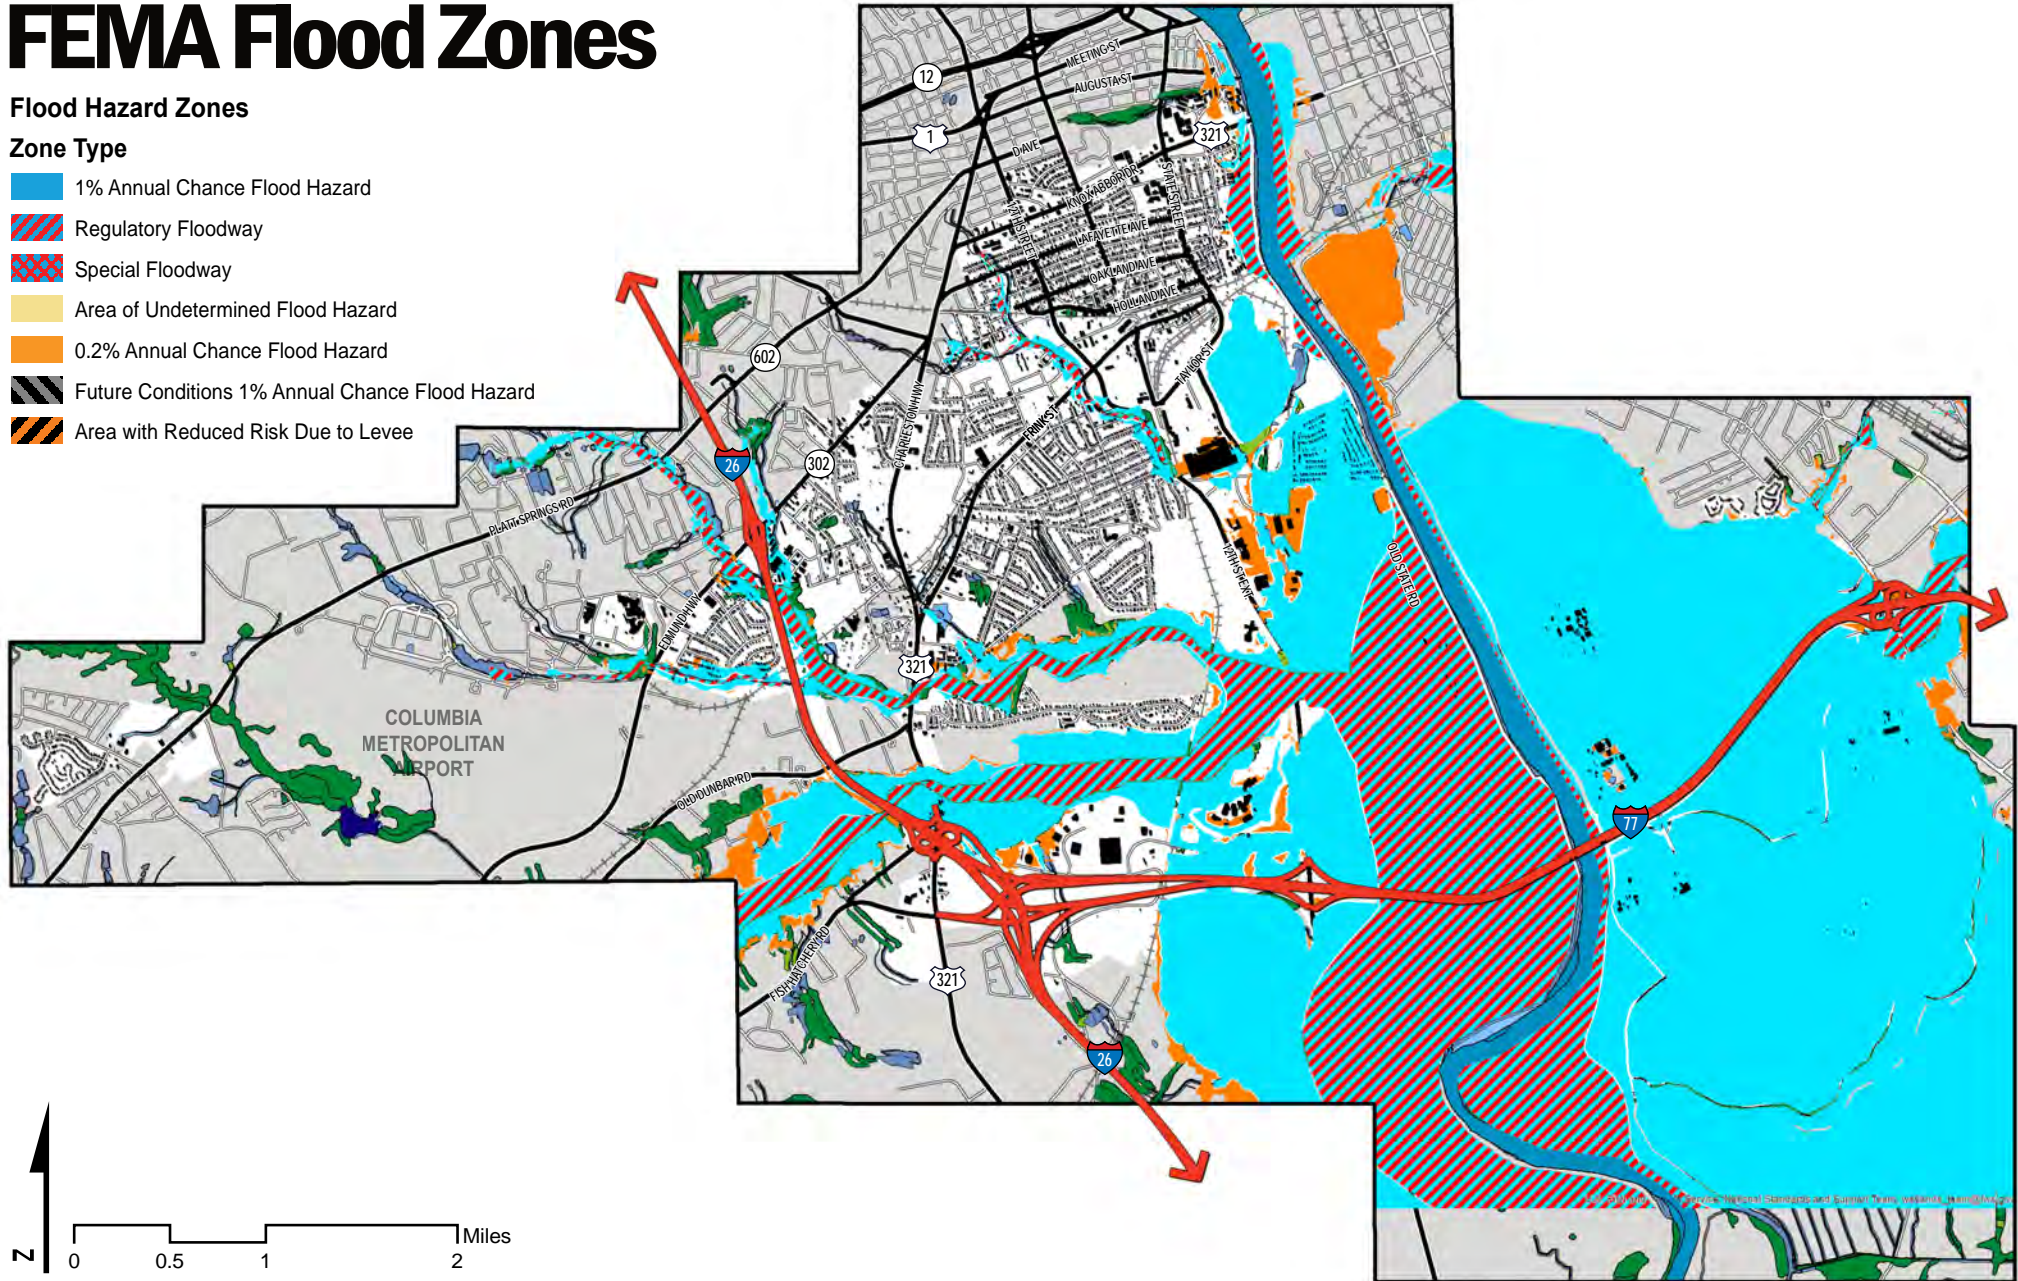 FEMA Flood Zones
Flood Hazard Zones
Zone Type
1% Annual Chance Flood Hazard
Regulatory Floodway
Special Floodway
Area of Undetermined Flood Hazard
0.2% Annual Chance Flood Hazard
Future Conditions 1% Annual Chance Flood Hazard
Area with Reduced Risk Due to Levee
12
MEETING ST
AUGUSTA ST
1
321
D AVE
KNOX ABBOR DR
STATE STREET
12TH STREET
LAFAYETTE AVE
OAKLAND AVE
HOLLAND AVE
602
TAYLOR ST
CHARLESTON HWY
FRINK ST
26
302
PLATT SPRINGS RD
12TH ST EXT
OLD STATE RD
EDMUND HWY
321
COLUMBIA
METROPOLITAN
AIRPORT
OLD DUNBAR RD
77
FISH HATCHERY RD
321
26
Z
0
0.5
1
2
Miles